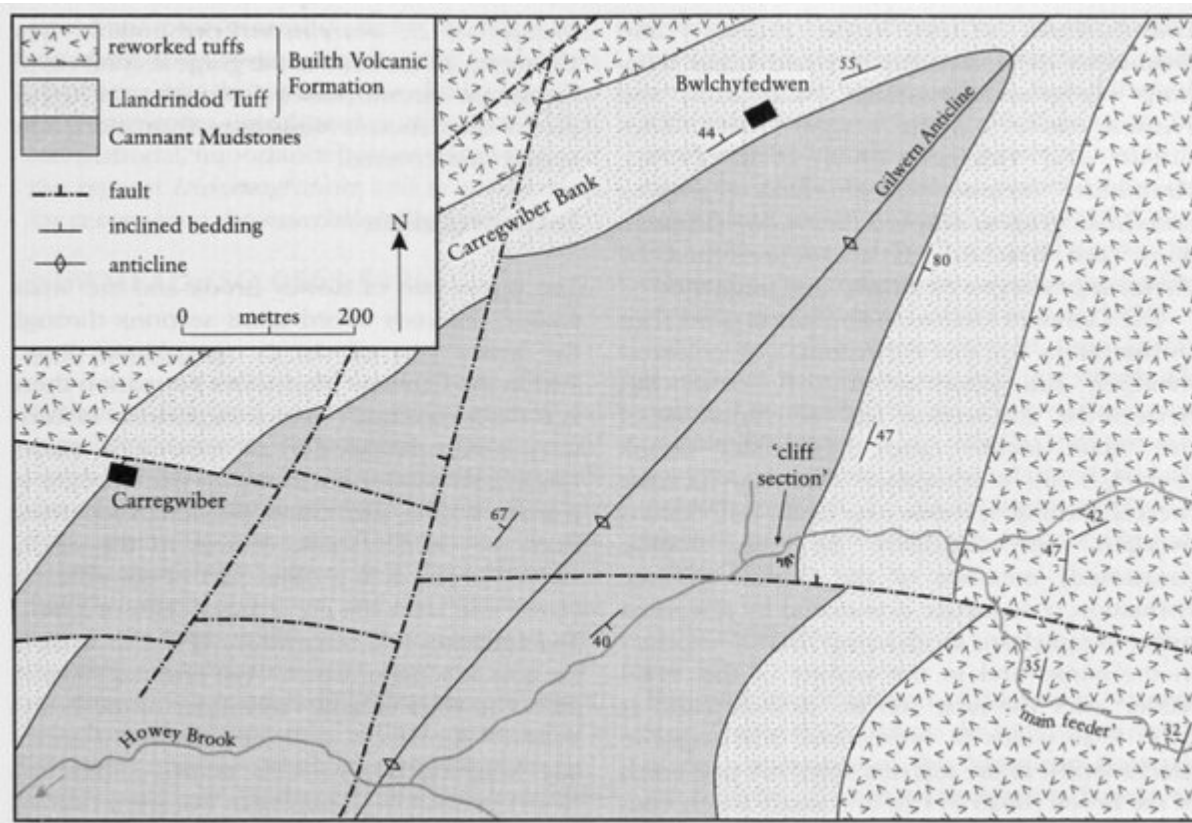 reworked tuffs
Builth Volcanic
Formation
Llandrindod Tuff
Camnant Mudstones
fault
inclined bedding
anticline
N
0 metres 200
Bwlchyfedwen
55
44
Gilwern Anticline
Carregwiber Bank
80
47
'cliff
section'
42
47
Carregwiber
67
40
35
'main feeder'
32
Howey Brook